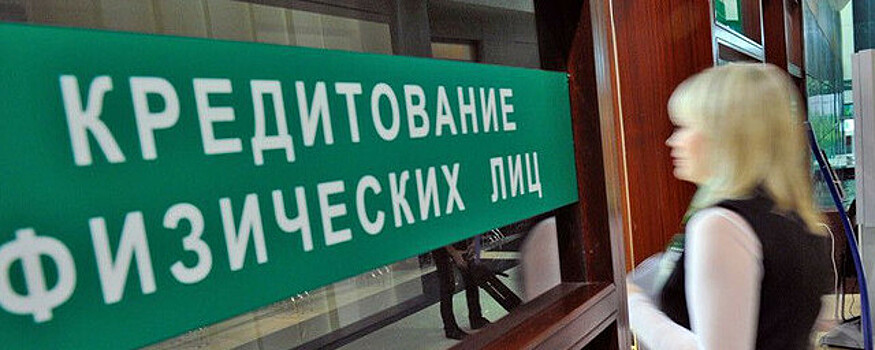 КРЕДИТОВАНИЕ
ФИЗИЧЕСКИХ ЛИЦ